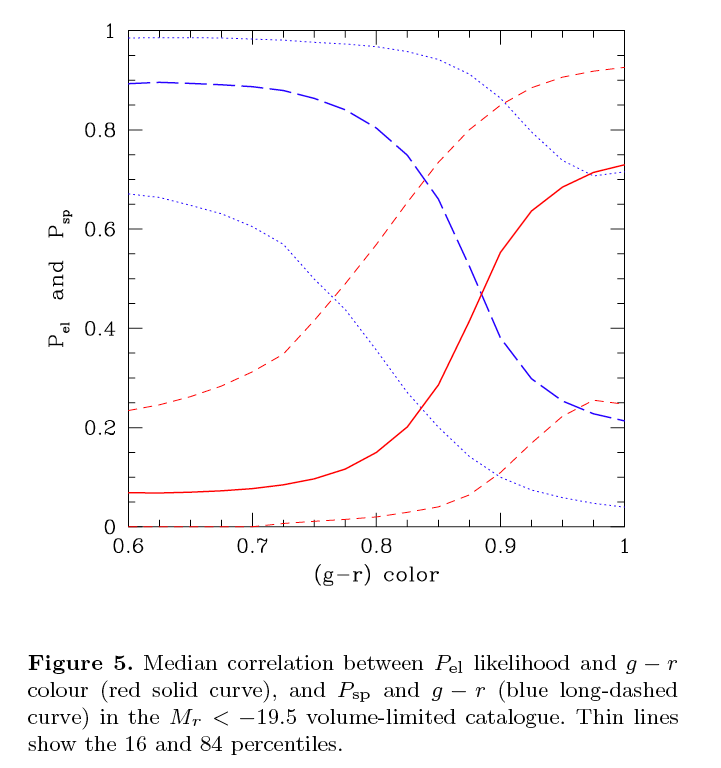 1
0.8
0.6
0.4
0.2
0
P_el and P_sp
0.6 0.7 0.8 0.9 1
(g−r) color
Figure 5. Median correlation between P_el likelihood and g − r
colour (red solid curve), and P_sp and g − r (blue long-dashed
curve) in the M_r < −19.5 volume-limited catalogue. Thin lines
show the 16 and 84 percentiles.